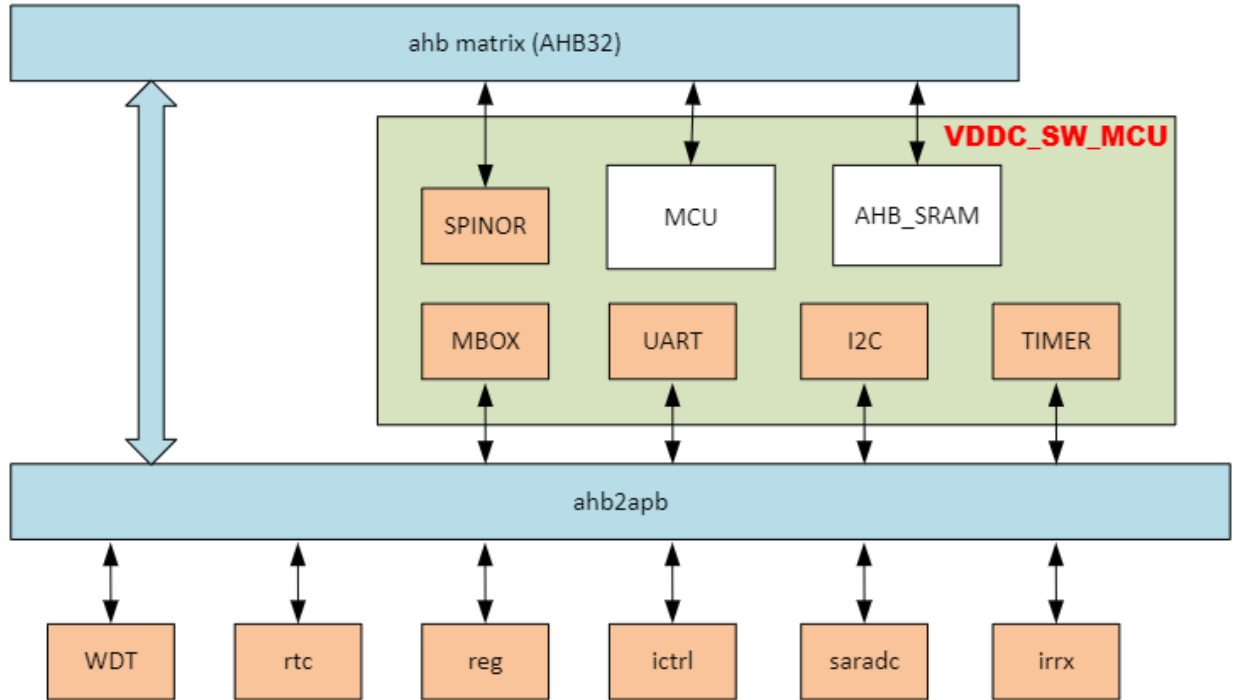 ahb matrix (AHB32)
VDDC_SW_MCU
SPINOR
MCU
AHB_SRAM
MBOX
UART
I2C
TIMER
ahb2apb
WDT
rtc
reg
ictrl
saradc
irrx